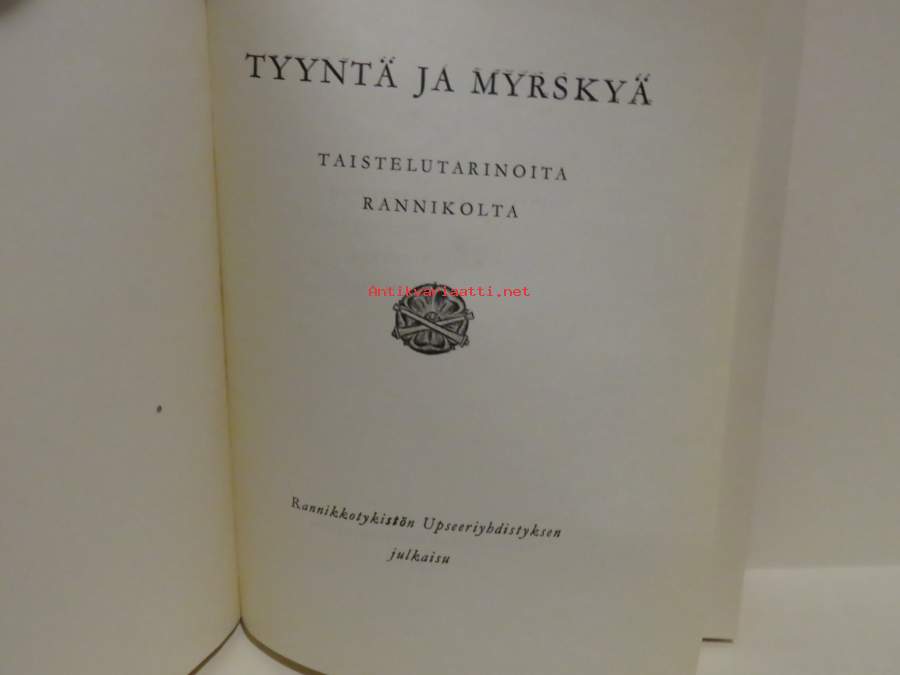 TYYNTÄ JA MYRSKYÄ
TAISTELUTARINOITA
RANNIKOLTA
Antikvariaatti.net
Rannikkotykistön Upseeriyhdistyksen
julkaisu